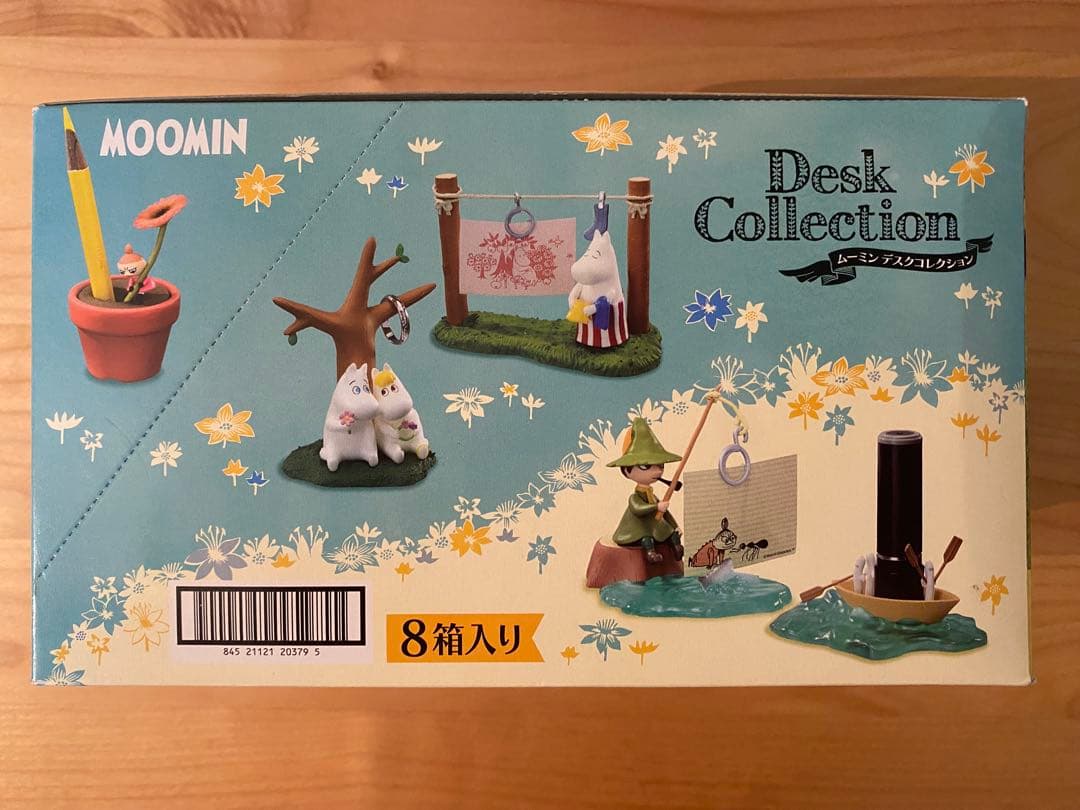 MOOMIN
Desk
Collection
ムーミン デスクコレクション
845 21121 20379 5
8箱入り